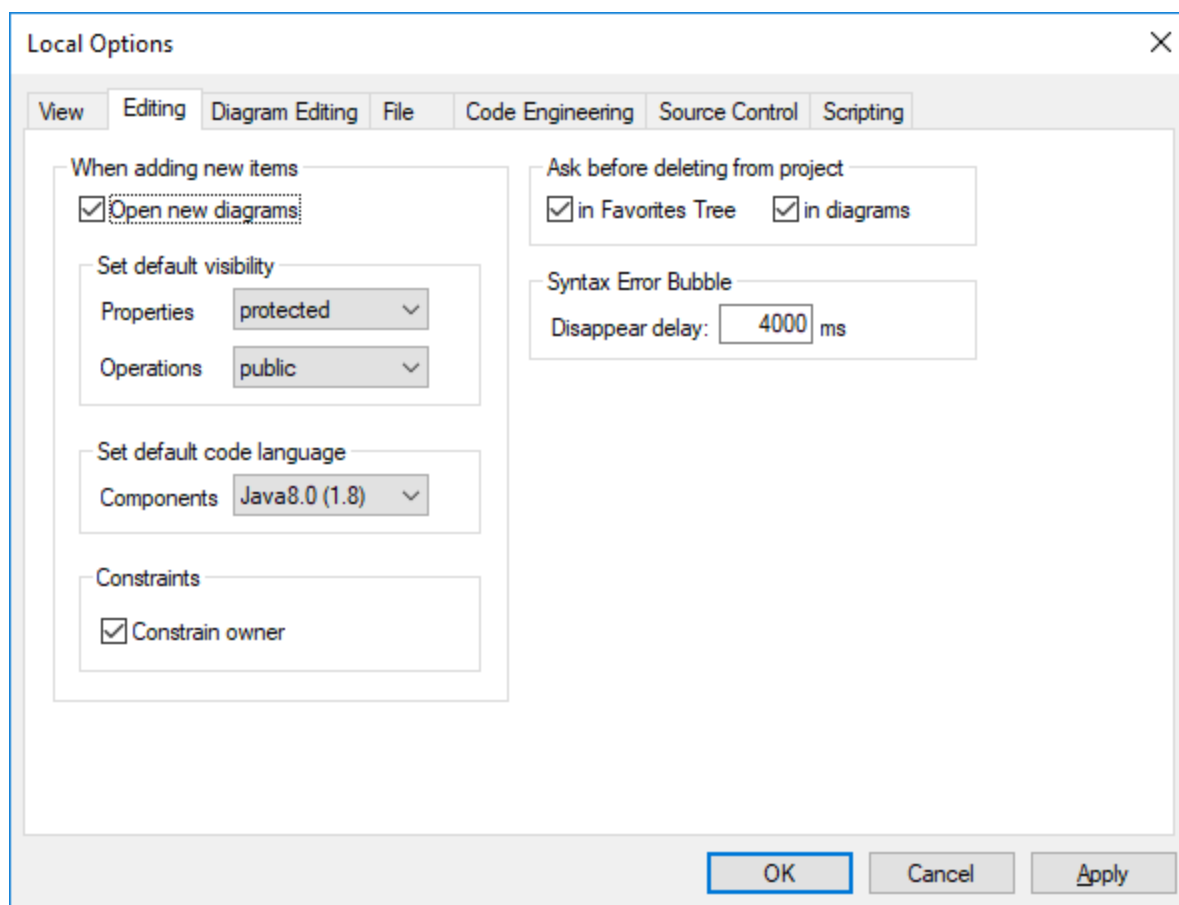 Local Options
View Editing Diagram Editing File Code Engineering Source Control Scripting
When adding new items
Open new diagrams
Set default visibility
Properties protected
Operations public
Set default code language
Components Java8.0 (1.8)
Constraints
Constrain owner
Ask before deleting from project
in Favorites Tree in diagrams
Syntax Error Bubble
Disappear delay: 4000 ms
OK Cancel Apply